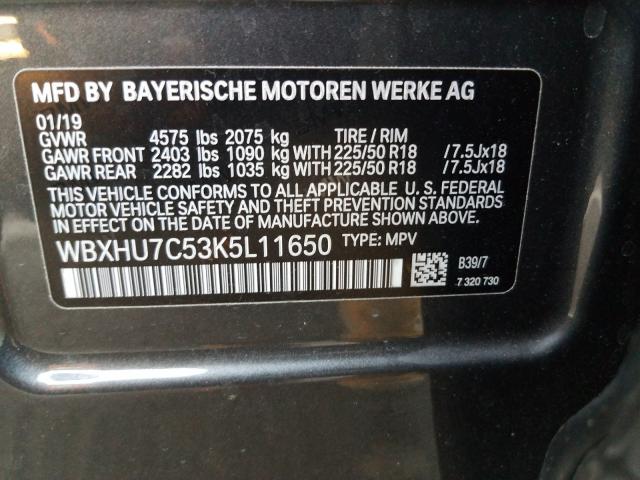 MFD BY BAYERISCHE MOTOREN WERKE AG
01/19
GVWR 4575 lbs 2075 kg TIRE / RIM
GAWR FRONT 2403 lbs 1090 kg WITH 225/50 R18 /7.5Jx18
GAWR REAR 2282 lbs 1035 kg WITH 225/50 R18 /7.5Jx18
THIS VEHICLE CONFORMS TO ALL APPLICABLE U. S. FEDERAL
MOTOR VEHICLE SAFETY AND THEFT PREVENTION STANDARDS
IN EFFECT ON THE DATE OF MANUFACTURE SHOWN ABOVE.
WBXHU7C53K5L11650 TYPE: MPV
B39/7
7 320 730